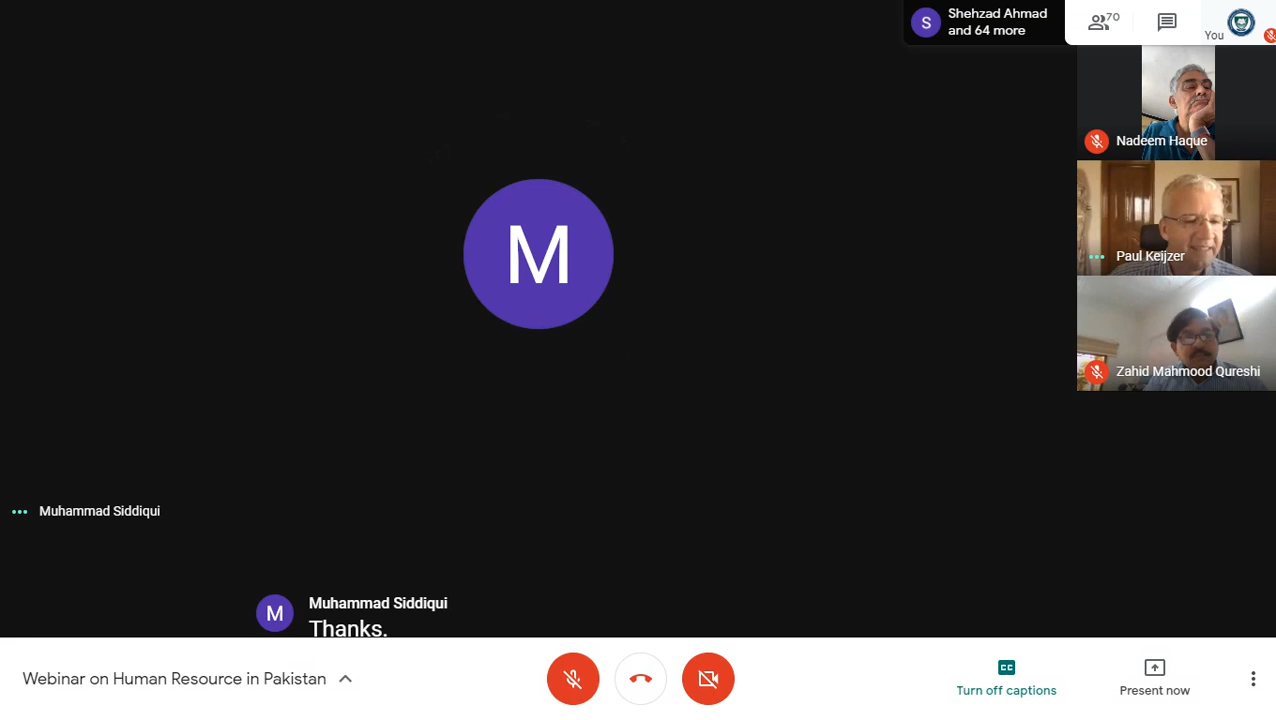 S
Shehzad Ahmad
and 64 more
70
You
Nadeem Haque
Paul Keijzer
Zahid Mahmood Qureshi
M
Muhammad Siddiqui
M
Muhammad Siddiqui
Thanks.
Webinar on Human Resource in Pakistan
CC
Turn off captions
Present now